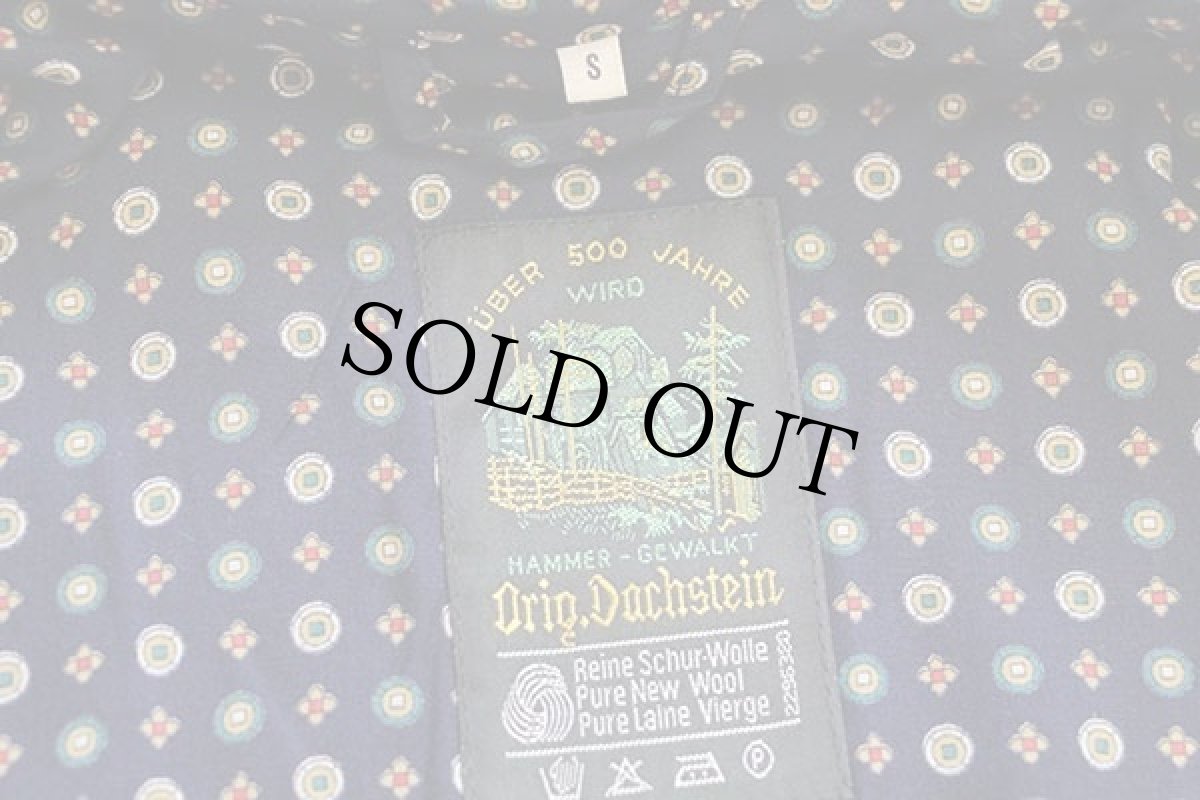 S
ÜBER 500 JAHRE
WIRD
SOLD OUT
HAMMER-GEWALKT
Orig. Dachstein
Reine Schur-Wolle
Pure New Wool
Pure Laine Vierge
P